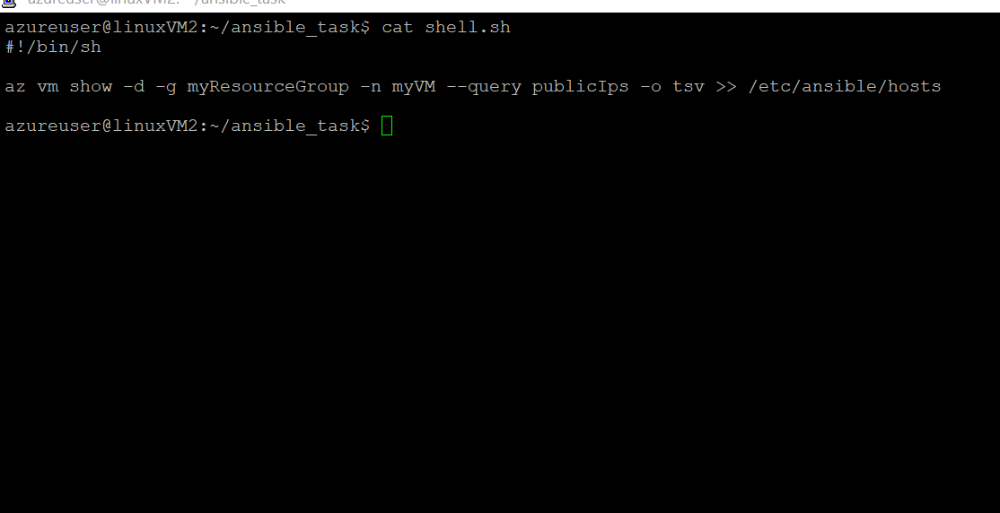 azureuser@linuxVM2: ~/ansible_task
azureuser@linuxVM2:~/ansible_task$ cat shell.sh
#!/bin/sh
az vm show -d -g myResourceGroup -n myVM --query publicIps -o tsv >> /etc/ansible/hosts
azureuser@linuxVM2:~/ansible_task$